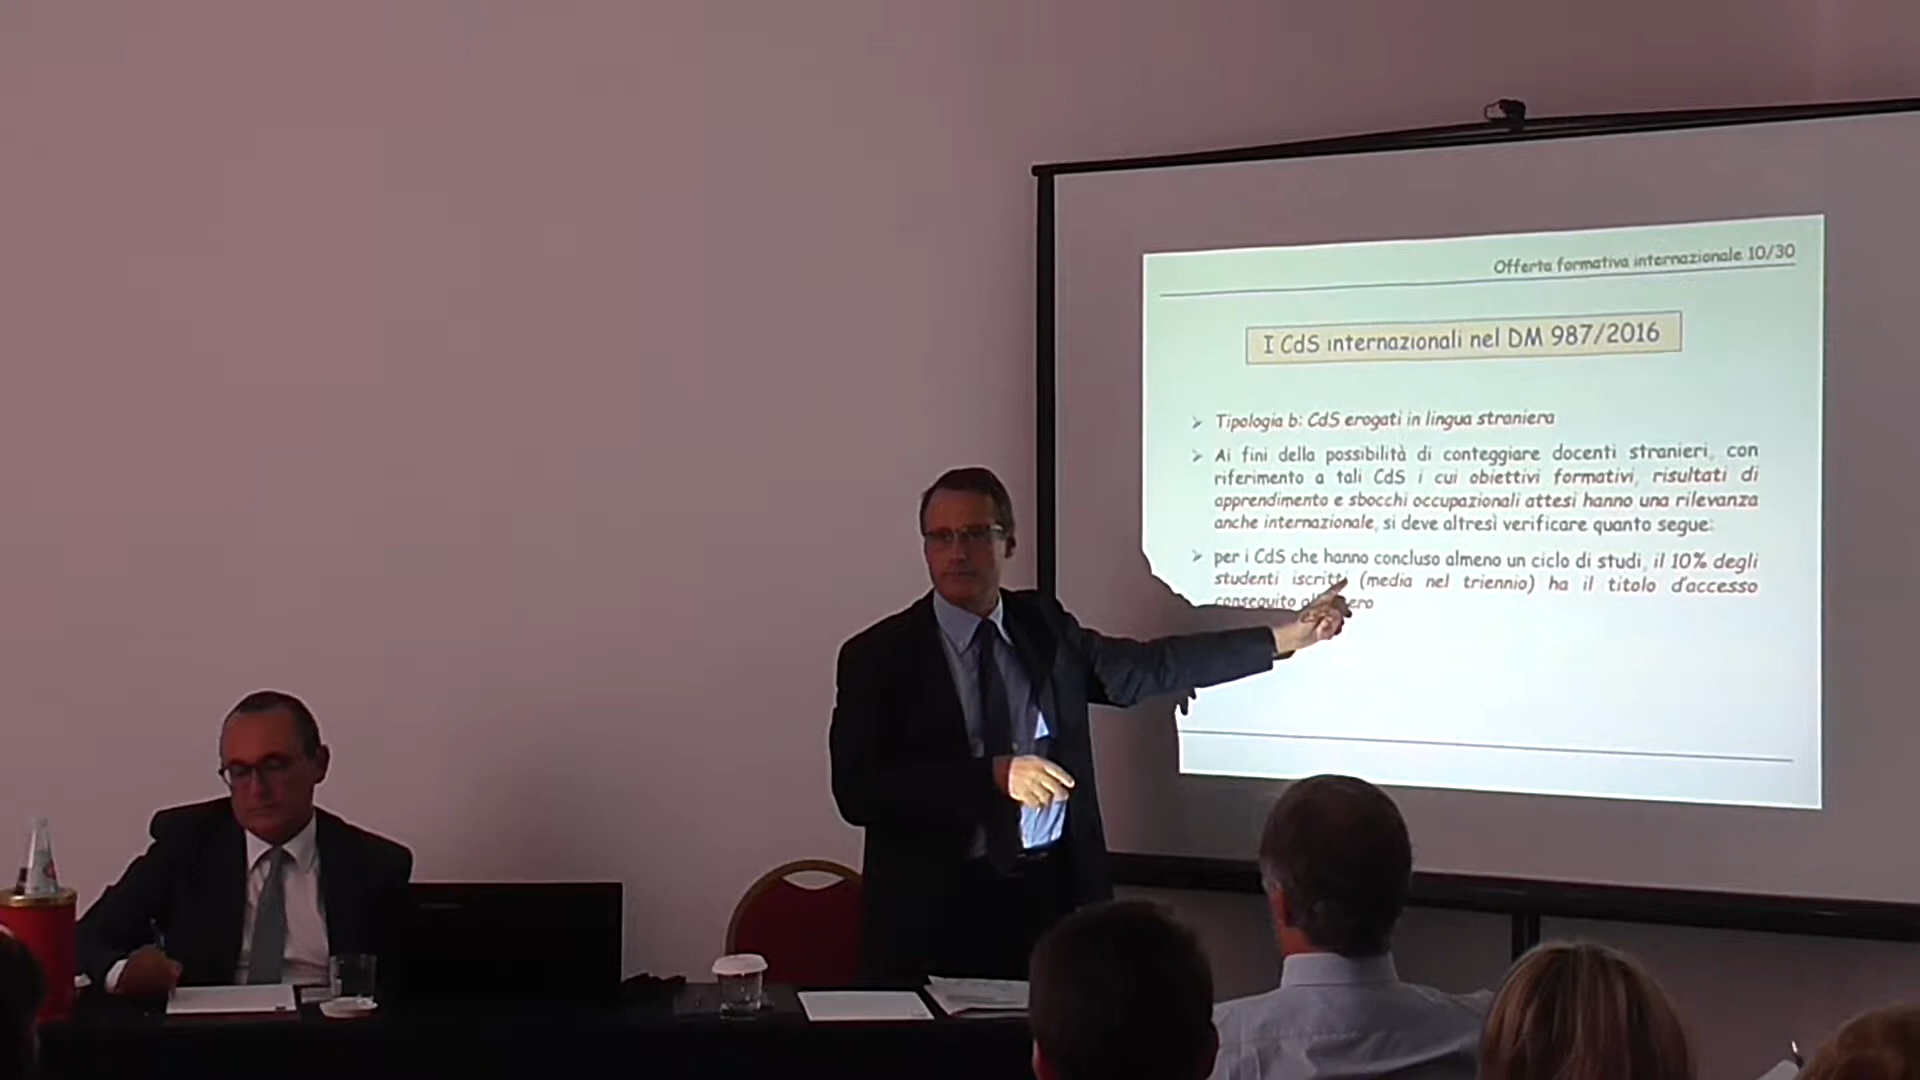 Offerta formativa internazionale 10/30
I CdS internazionali nel DM 987/2016
➢ Tipologia b: CdS erogati in lingua straniera
➢ Ai fini della possibilità di conteggiare docenti stranieri, con
riferimento a tali CdS i cui obiettivi formativi, risultati di
apprendimento e sbocchi occupazionali attesi hanno una rilevanza
anche internazionale, si deve altresì verificare quanto segue:
➢ per i CdS che hanno concluso almeno un ciclo di studi, il 10% degli
studenti iscritti (media nel triennio) ha il titolo d'accesso
conseguito